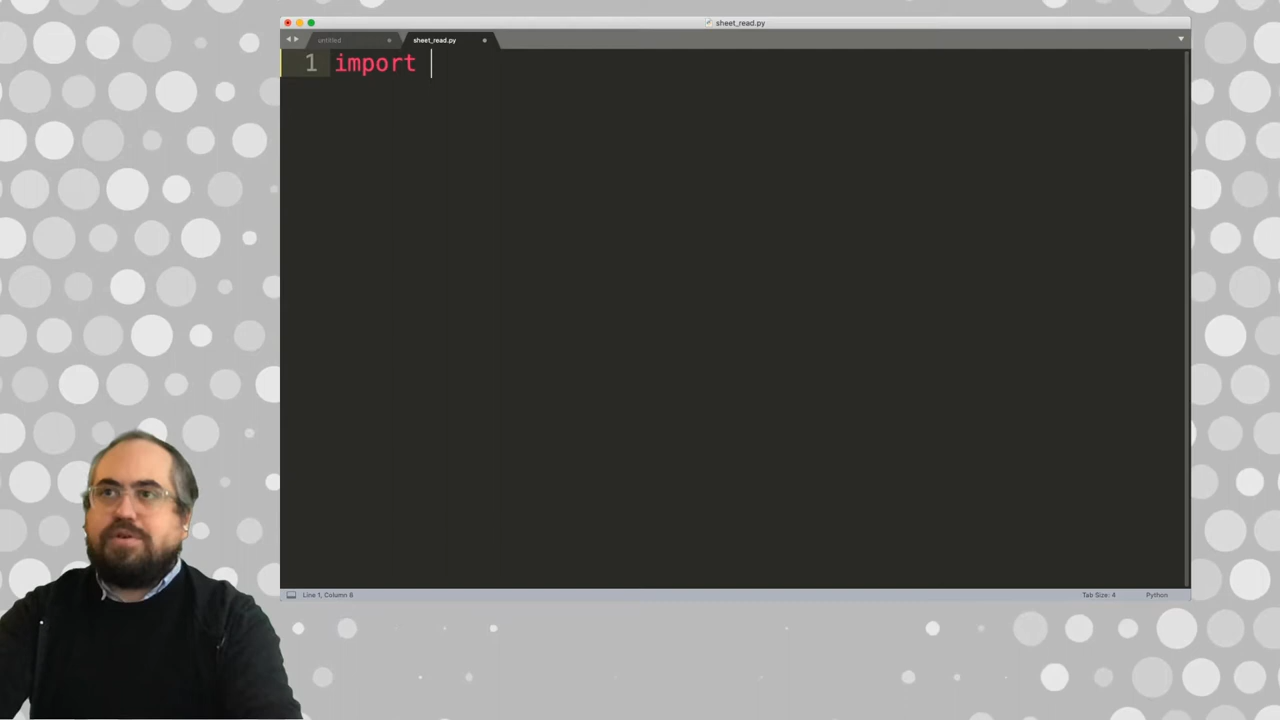 sheet_read.py
untitled
sheet_read.py
1 import
Line 1, Column 8
Tab Size: 4
Python